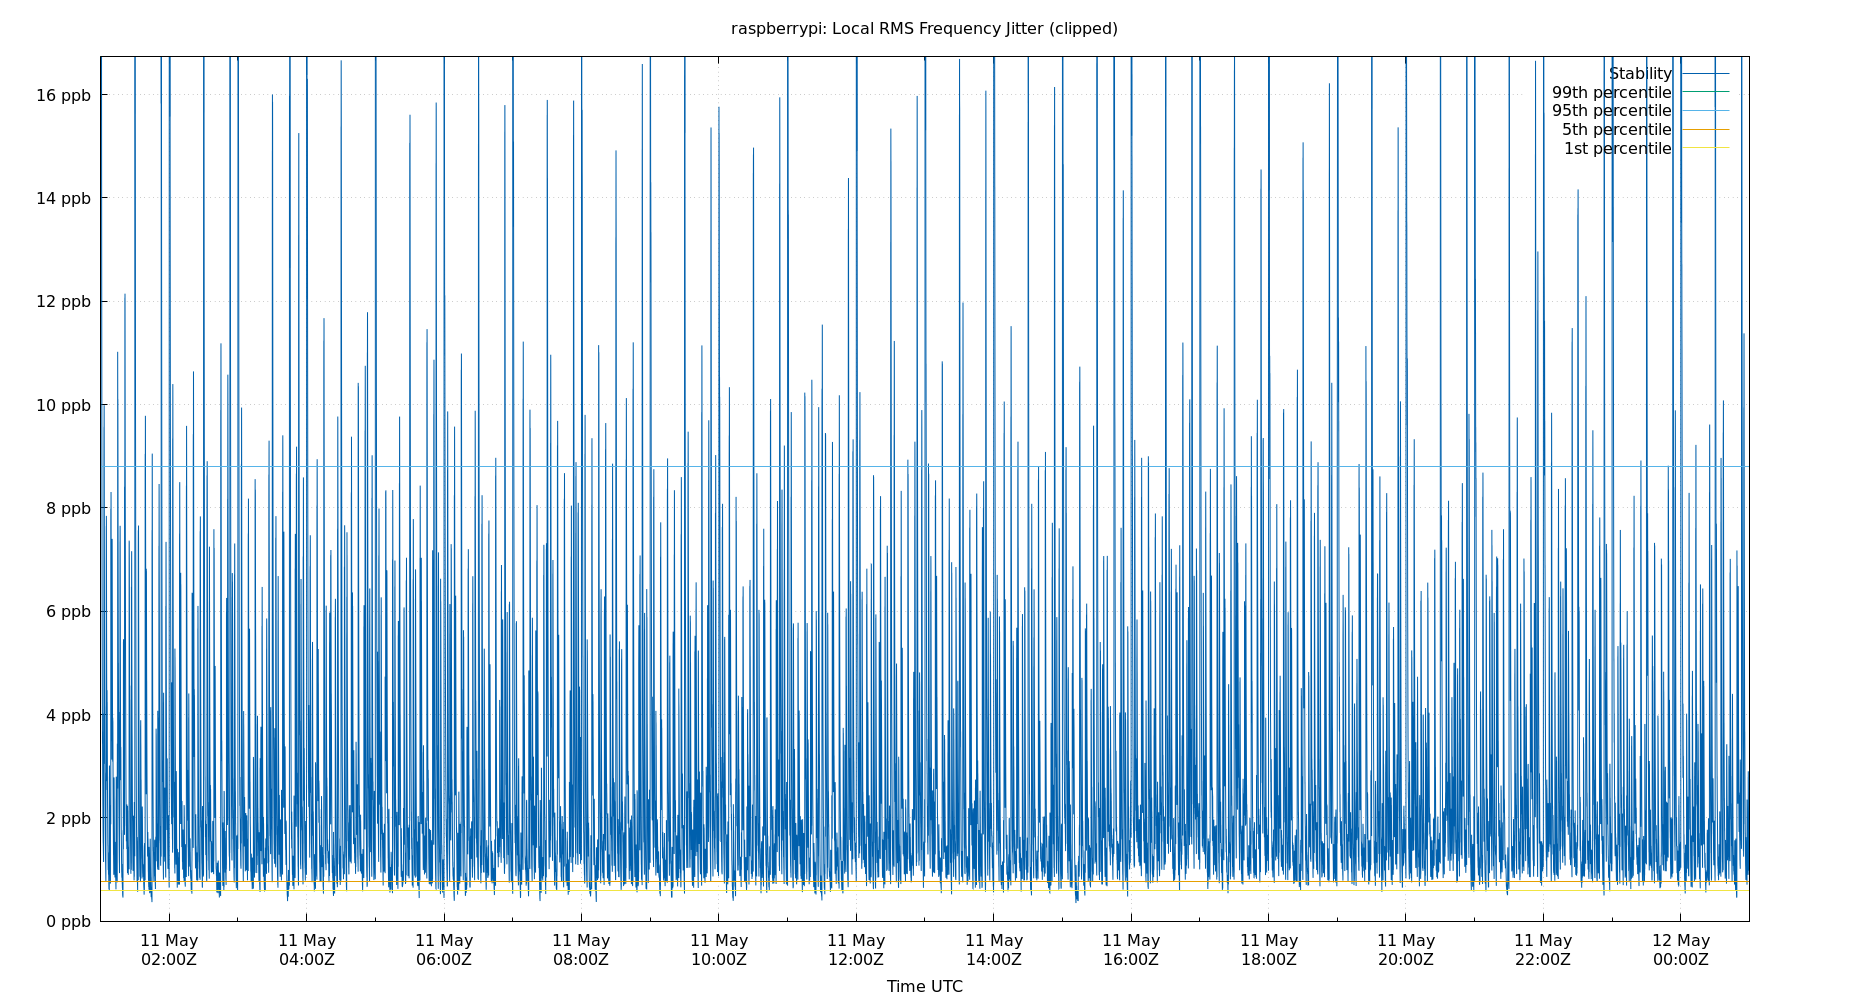 raspberrypi: Local RMS Frequency Jitter (clipped)
Stability
99th percentile
95th percentile
5th percentile
1st percentile
16 ppb
14 ppb
12 ppb
10 ppb
8 ppb
6 ppb
4 ppb
2 ppb
0 ppb
11 May 11 May 11 May 11 May 11 May 11 May 11 May 11 May 11 May 11 May 11 May 12 May
02:00Z 04:00Z 06:00Z 08:00Z 10:00Z 12:00Z 14:00Z 16:00Z 18:00Z 20:00Z 22:00Z 00:00Z
Time UTC